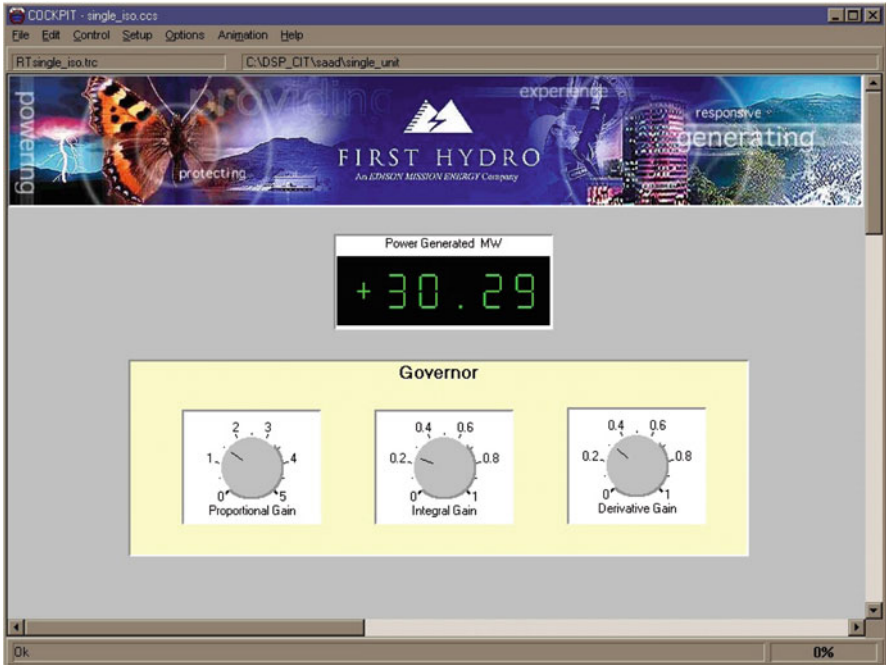 COCKPIT - single_iso.ccs
File Edit Control Setup Options Animation Help
RTsingle_iso.trc C:\DSP_CIT\saad\single_unit
powering
providing
protecting
experience
responsive
generating
FIRST HYDRO
An EDISON MISSION ENERGY Company
Power Generated MW
+30.29
Governor
0 1 2 3 4 5
Proportional Gain
0 0.2 0.4 0.6 0.8 1
Integral Gain
0 0.2 0.4 0.6 0.8 1
Derivative Gain
Ok 0%